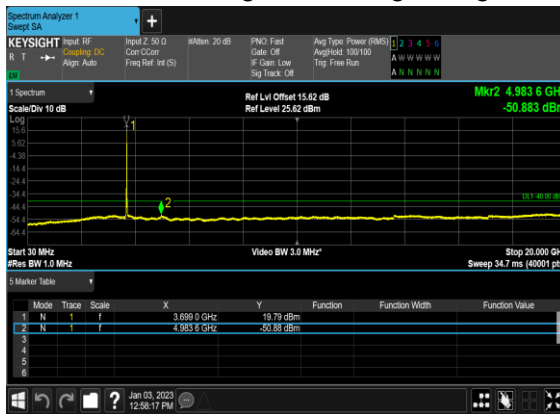 Spectrum Analyzer 1
Swept SA
KEYSIGHT Input: RF Input Z: 50 Ω #Atten: 20 dB PNO: Fast Avg Type: Power (RMS) 1 2 3 4 5 6
R T Coupling: DC Corr CCorr Gate: Off Avg|Hold: 100/100 A W W W W W
Align: Auto Freq Ref: Int (S) IF Gain: Low Trig: Free Run
Sig Track: Off A N N N N N
LXI
1 Spectrum Ref Lvl Offset 15.62 dB Mkr2 4.983 6 GH
Scale/Div 10 dB Ref Level 25.62 dBm -50.883 dBr
Log
15.6 1
5.62
-4.38
-14.4
-24.4
-34.4 DL1 -40.00 dB
-44.4 2
-54.4
-64.4
Start 30 MHz Video BW 3.0 MHz* Stop 20.000 GH
#Res BW 1.0 MHz Sweep 34.7 ms (40001 pt
5 Marker Table
Mode Trace Scale X Y Function Function Width Function Value
1 N 1 f 3.699 0 GHz 19.79 dBm
2 N 1 f 4.983 6 GHz -50.88 dBm
3
4
5
6
? Jan 03, 2023
12:58:17 PM